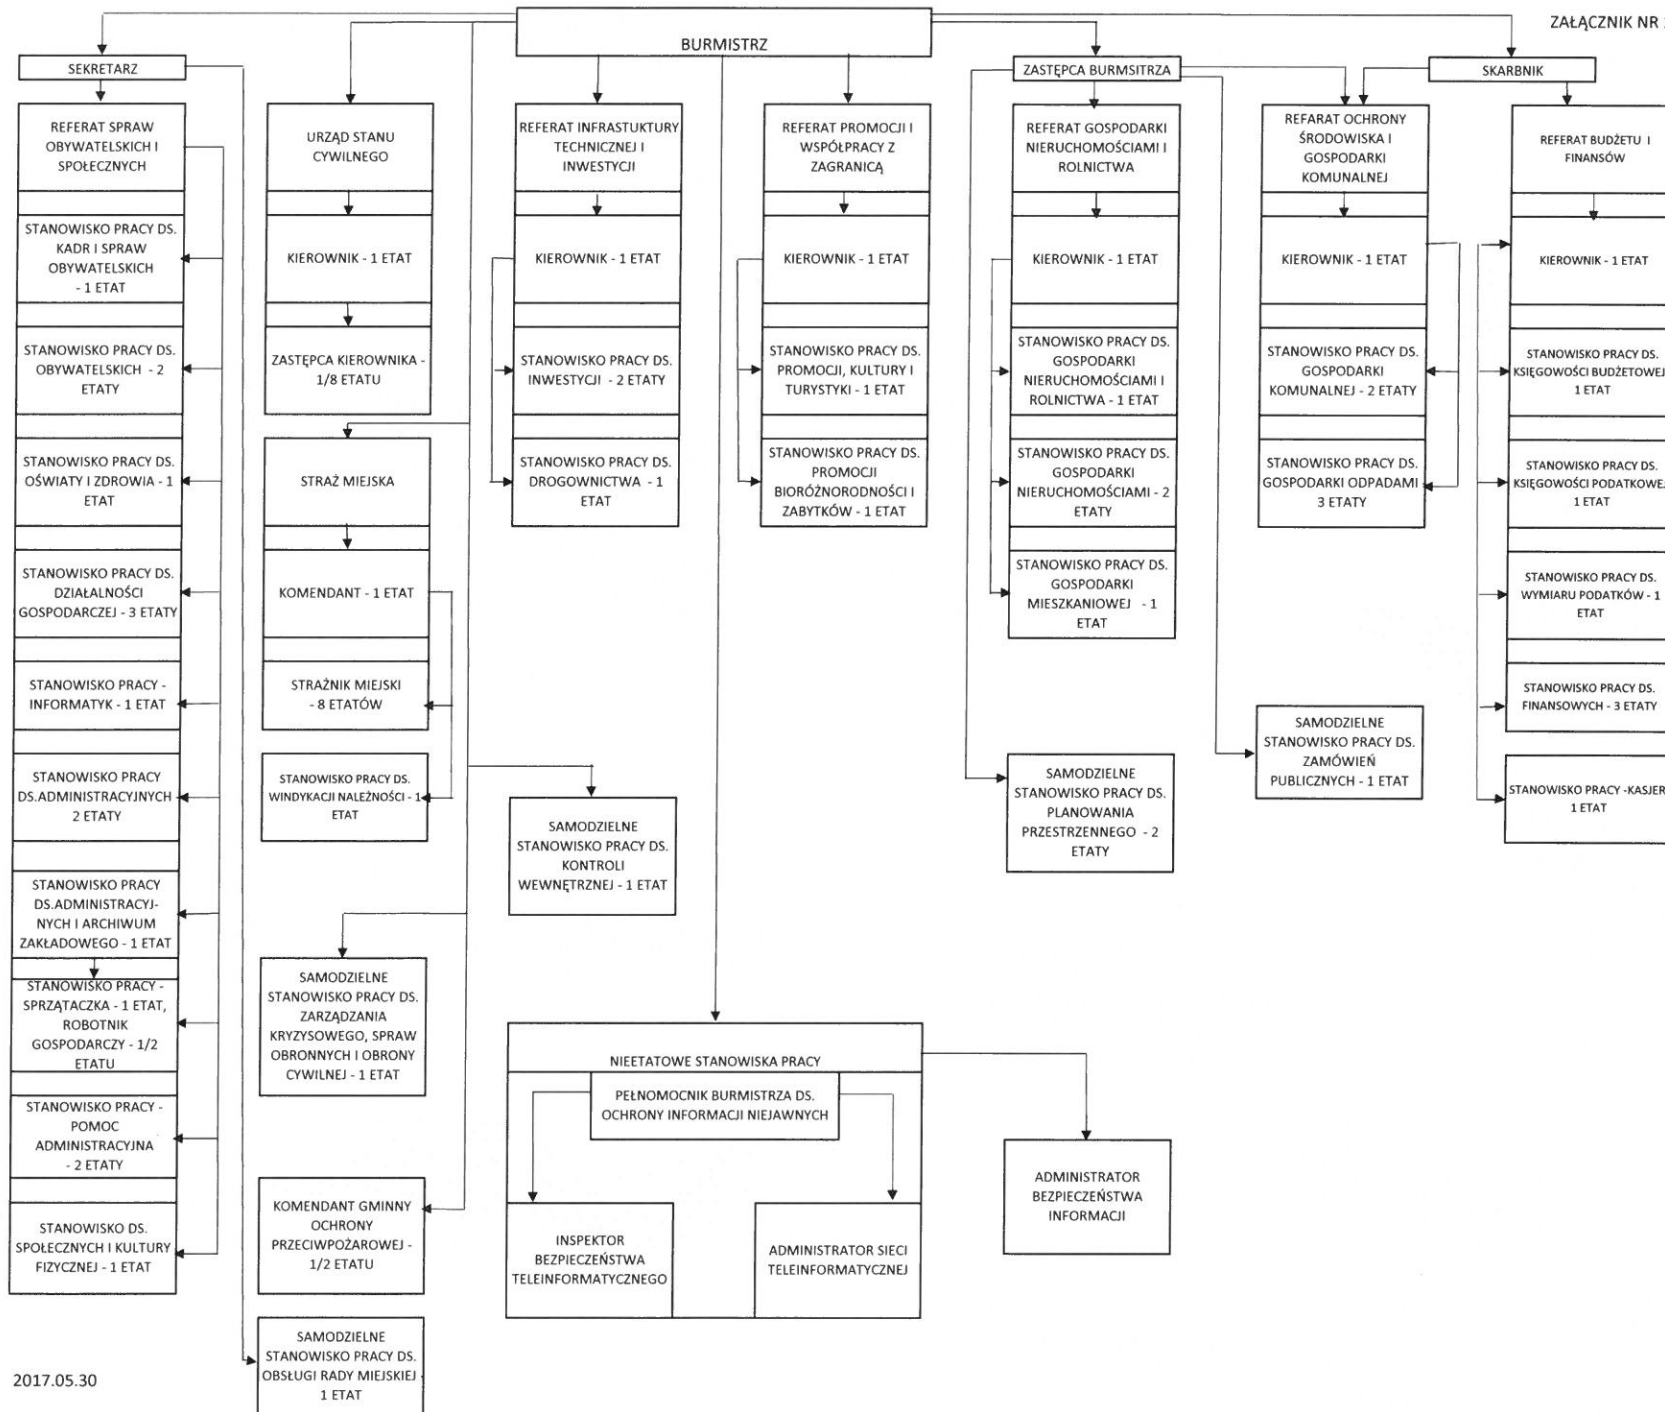 ZAŁĄCZNIK NR
BURMISTRZ
SEKRETARZ
ZASTĘPCA BURMSITRZA
SKARBNIK
REFERAT SPRAW
OBYWATELSKICH I
SPOŁECZNYCH
STANOWISKO PRACY DS.
KADR I SPRAW
OBYWATELSKICH
- 1 ETAT
STANOWISKO PRACY DS.
OBYWATELSKICH - 2
ETATY
STANOWISKO PRACY DS.
OŚWIATY I ZDROWIA - 1
ETAT
STANOWISKO PRACY DS.
DZIAŁALNOŚCI
GOSPODARCZEJ - 3 ETATY
STANOWISKO PRACY -
INFORMATYK - 1 ETAT
STANOWISKO PRACY
DS.ADMINISTRACYJNYCH
2 ETATY
STANOWISKO PRACY
DS.ADMINISTRACYJ-
NYCH I ARCHIWUM
ZAKŁADOWEGO - 1 ETAT
STANOWISKO PRACY -
SPRZĄTACZKA - 1 ETAT,
ROBOTNIK
GOSPODARCZY - 1/2
ETATU
STANOWISKO PRACY -
POMOC
ADMINISTRACYJNA
- 2 ETATY
STANOWISKO DS.
SPOŁECZNYCH I KULTURY
FIZYCZNEJ - 1 ETAT
URZĄD STANU
CYWILNEGO
KIEROWNIK - 1 ETAT
ZASTĘPCA KIEROWNIKA -
1/8 ETATU
STRAŻ MIEJSKA
KOMENDANT - 1 ETAT
STRAŻNIK MIEJSKI
- 8 ETATÓW
STANOWISKO PRACY DS.
WINDYKACJI NALEŻNOŚCI - 1
ETAT
SAMODZIELNE
STANOWISKO PRACY DS.
ZARZĄDZANIA
KRYZYSOWEGO, SPRAW
OBRONNYCH I OBRONY
CYWILNEJ - 1 ETAT
KOMENDANT GMINNY
OCHRONY
PRZECIWPOŻAROWEJ -
1/2 ETATU
SAMODZIELNE
STANOWISKO PRACY DS.
OBSŁUGI RADY MIEJSKIEJ -
1 ETAT
REFERAT INFRASTUKTURY
TECHNICZNEJ I
INWESTYCJI
KIEROWNIK - 1 ETAT
STANOWISKO PRACY DS.
INWESTYCJI - 2 ETATY
STANOWISKO PRACY DS.
DROGOWNICTWA - 1
ETAT
SAMODZIELNE
STANOWISKO PRACY DS.
KONTROLI
WEWNĘTRZNEJ - 1 ETAT
REFERAT PROMOCJI I
WSPÓŁPRACY Z
ZAGRANICĄ
KIEROWNIK - 1 ETAT
STANOWISKO PRACY DS.
PROMOCJI, KULTURY I
TURYSTYKI - 1 ETAT
STANOWISKO PRACY DS.
PROMOCJI
BIORÓŻNORODNOŚCI I
ZABYTKÓW - 1 ETAT
NIEETATOWE STANOWISKA PRACY
PEŁNOMOCNIK BURMISTRZA DS.
OCHRONY INFORMACJI NIEJAWNYCH
INSPEKTOR
BEZPIECZEŃSTWA
TELEINFORMATYCZNEGO
ADMINISTRATOR SIECI
TELEINFORMATYCZNEJ
REFERAT GOSPODARKI
NIERUCHOMOŚCIAMI I
ROLNICTWA
KIEROWNIK - 1 ETAT
STANOWISKO PRACY DS.
GOSPODARKI
NIERUCHOMOŚCIAMI I
ROLNICTWA - 1 ETAT
STANOWISKO PRACY DS.
GOSPODARKI
NIERUCHOMOŚCIAMI - 2
ETATY
STANOWISKO PRACY DS.
GOSPODARKI
MIESZKANIOWEJ - 1
ETAT
SAMODZIELNE
STANOWISKO PRACY DS.
PLANOWANIA
PRZESTRZENNEGO - 2
ETATY
ADMINISTRATOR
BEZPIECZEŃSTWA
INFORMACJI
REFARAT OCHRONY
ŚRODOWISKA I
GOSPODARKI
KOMUNALNEJ
KIEROWNIK - 1 ETAT
STANOWISKO PRACY DS.
GOSPODARKI
KOMUNALNEJ - 2 ETATY
STANOWISKO PRACY DS.
GOSPODARKI ODPADAMI
3 ETATY
SAMODZIELNE
STANOWISKO PRACY DS.
ZAMÓWIEŃ
PUBLICZNYCH - 1 ETAT
REFERAT BUDŻETU I
FINANSÓW
KIEROWNIK - 1 ETAT
STANOWISKO PRACY DS.
KSIĘGOWOŚCI BUDŻETOWEJ
1 ETAT
STANOWISKO PRACY DS.
KSIĘGOWOŚCI PODATKOWEJ
1 ETAT
STANOWISKO PRACY DS.
WYMIARU PODATKÓW - 1
ETAT
STANOWISKO PRACY DS.
FINANSOWYCH - 3 ETATY
STANOWISKO PRACY -KASJER
1 ETAT
2017.05.30